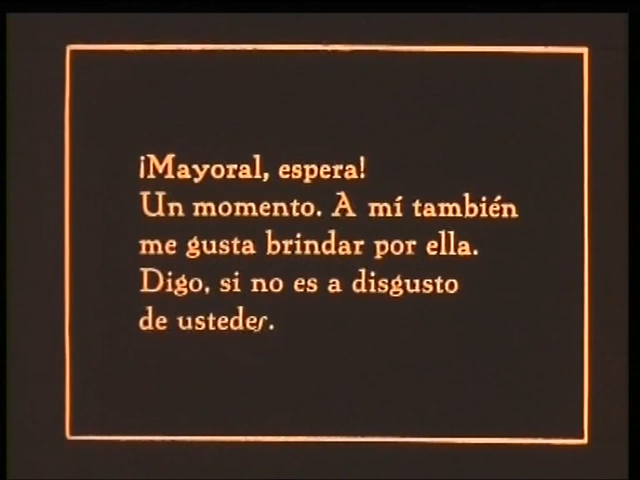 ¡Mayoral, espera!
Un momento. A mí también
me gusta brindar por ella.
Digo, si no es a disgusto
de ustedes.